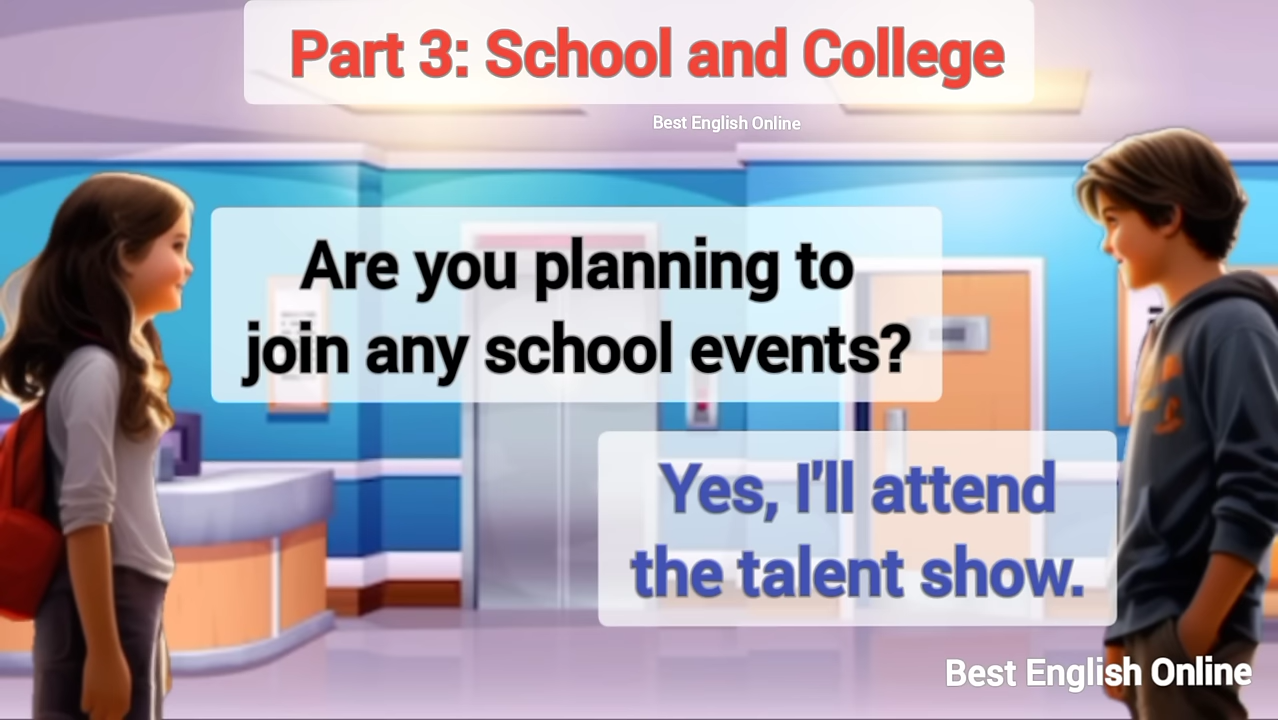 Part 3: School and College
Best English Online
Are you planning to
join any school events?
Yes, I'll attend
the talent show.
Best English Online